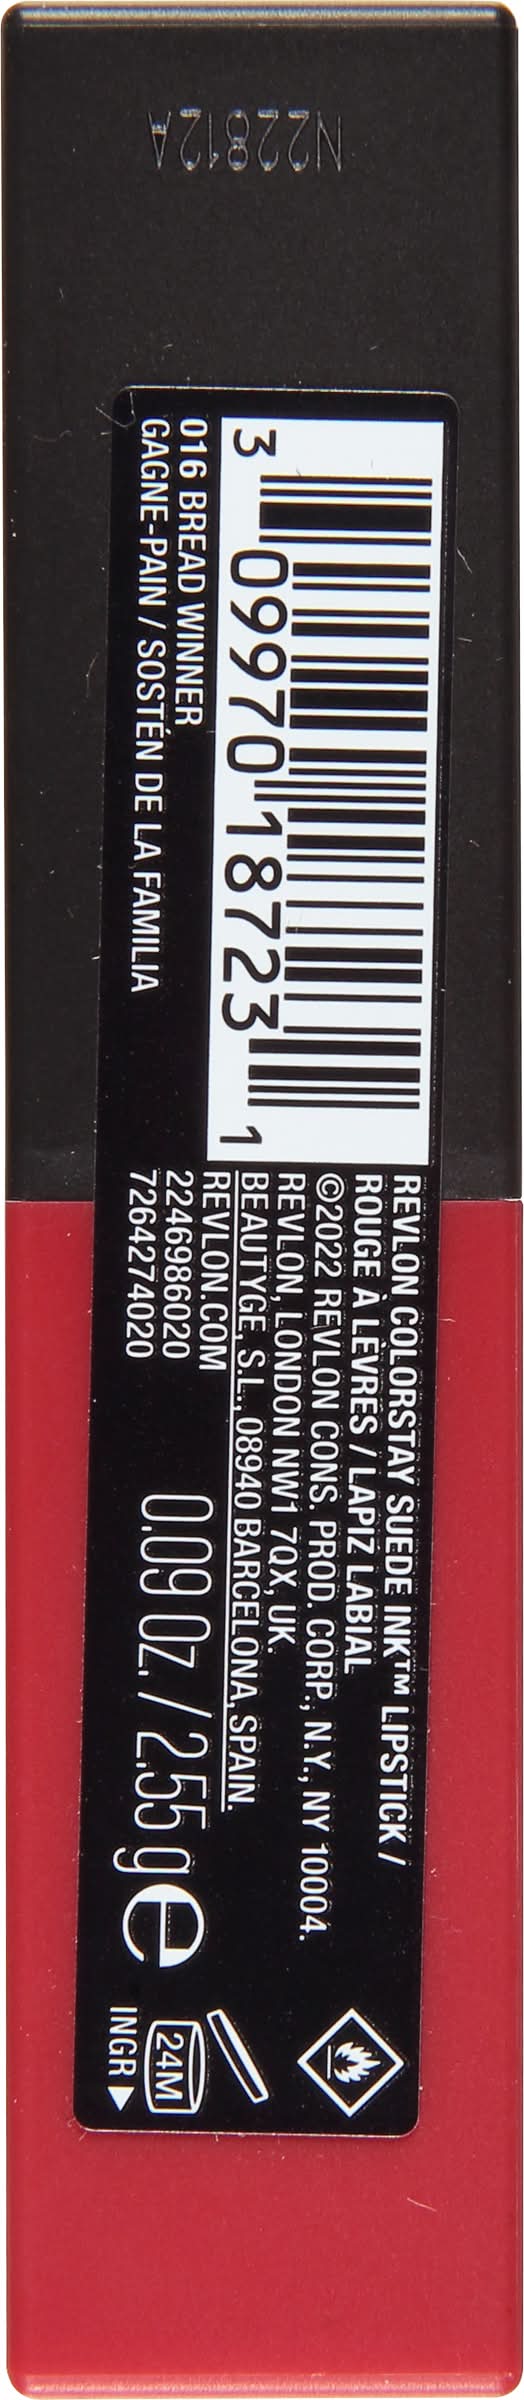 N22812A
3 09970 18723 1
016 BREAD WINNER
GAGNE-PAIN / SOSTÉN DE LA FAMILIA
REVLON COLORSTAY SUEDE INK™ LIPSTICK /
ROUGE À LÈVRES / LAPIZ LABIAL
©2022 REVLON CONS. PROD. CORP., N.Y., NY 10004.
REVLON, LONDON NW1 7QX, UK.
BEAUTYGE, S.L., 08940 BARCELONA, SPAIN.
REVLON.COM
2246986020
7264274020
0.09 Oz. / 2.55 g e
24M
INGR ▶